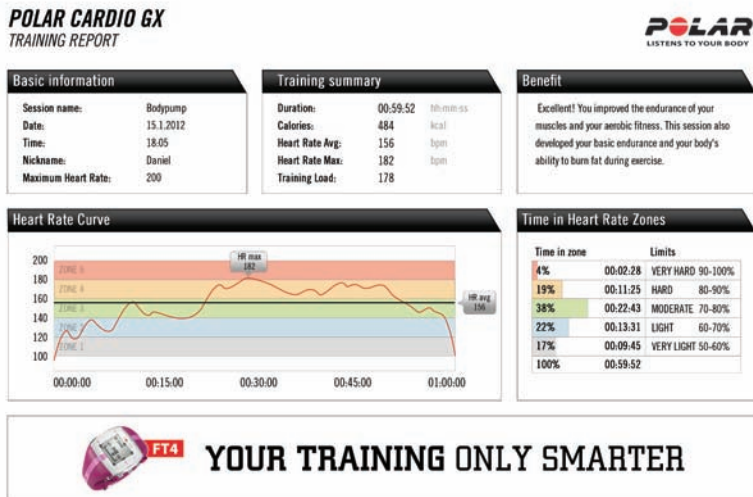 POLAR CARDIO GX
TRAINING REPORT
POLAR
LISTENS TO YOUR BODY
Basic information
Session name: Bodypump
Date: 15.1.2012
Time: 18:05
Nickname: Daniel
Maximum Heart Rate: 200
Training summary
Duration: 00:59:52 hh-mm-ss
Calories: 484 kcal
Heart Rate Avg: 156 bpm
Heart Rate Max: 182 bpm
Training Load: 178
Benefit
Excellent! You improved the endurance of your
muscles and your aerobic fitness. This session also
developed your basic endurance and your body's
ability to burn fat during exercise.
Heart Rate Curve
200
180
160
140
120
100
ZONE 5
ZONE 4
ZONE 3
ZONE 2
ZONE 1
HR max
182
HR avg
156
00:00:00 00:15:00 00:30:00 00:45:00 01:00:00
Time in Heart Rate Zones
Time in zone Limits
4% 00:02:28 VERY HARD 90-100%
19% 00:11:25 HARD 80-90%
38% 00:22:43 MODERATE 70-80%
22% 00:13:31 LIGHT 60-70%
17% 00:09:45 VERY LIGHT 50-60%
100% 00:59:52
FT4
YOUR TRAINING ONLY SMARTER